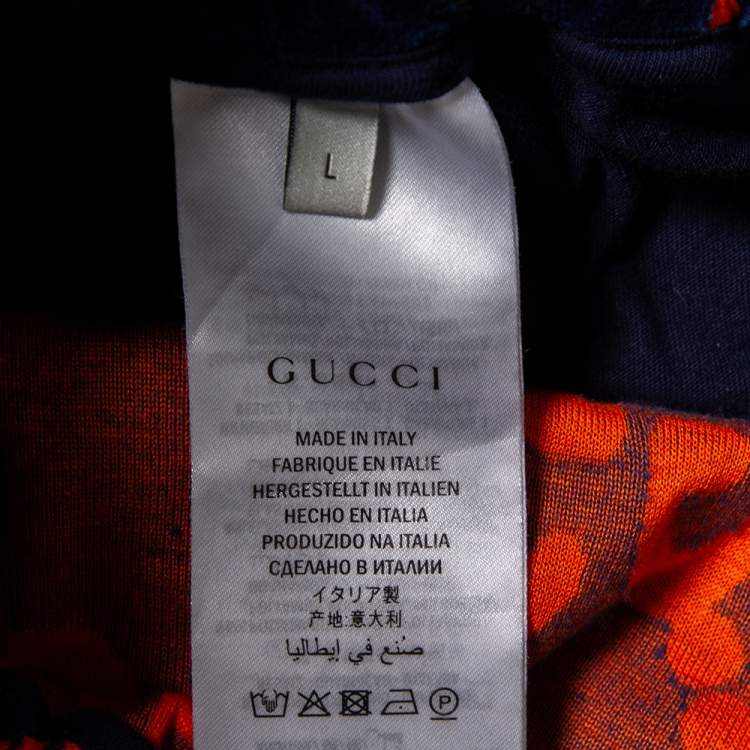 L
GUCCI
MADE IN ITALY
FABRIQUE EN ITALIE
HERGESTELLT IN ITALIEN
HECHO EN ITALIA
PRODUZIDO NA ITALIA
СДЕЛАНО В ИТАЛИИ
イタリア製
产地:意大利
صُنع في إيطاليا
P